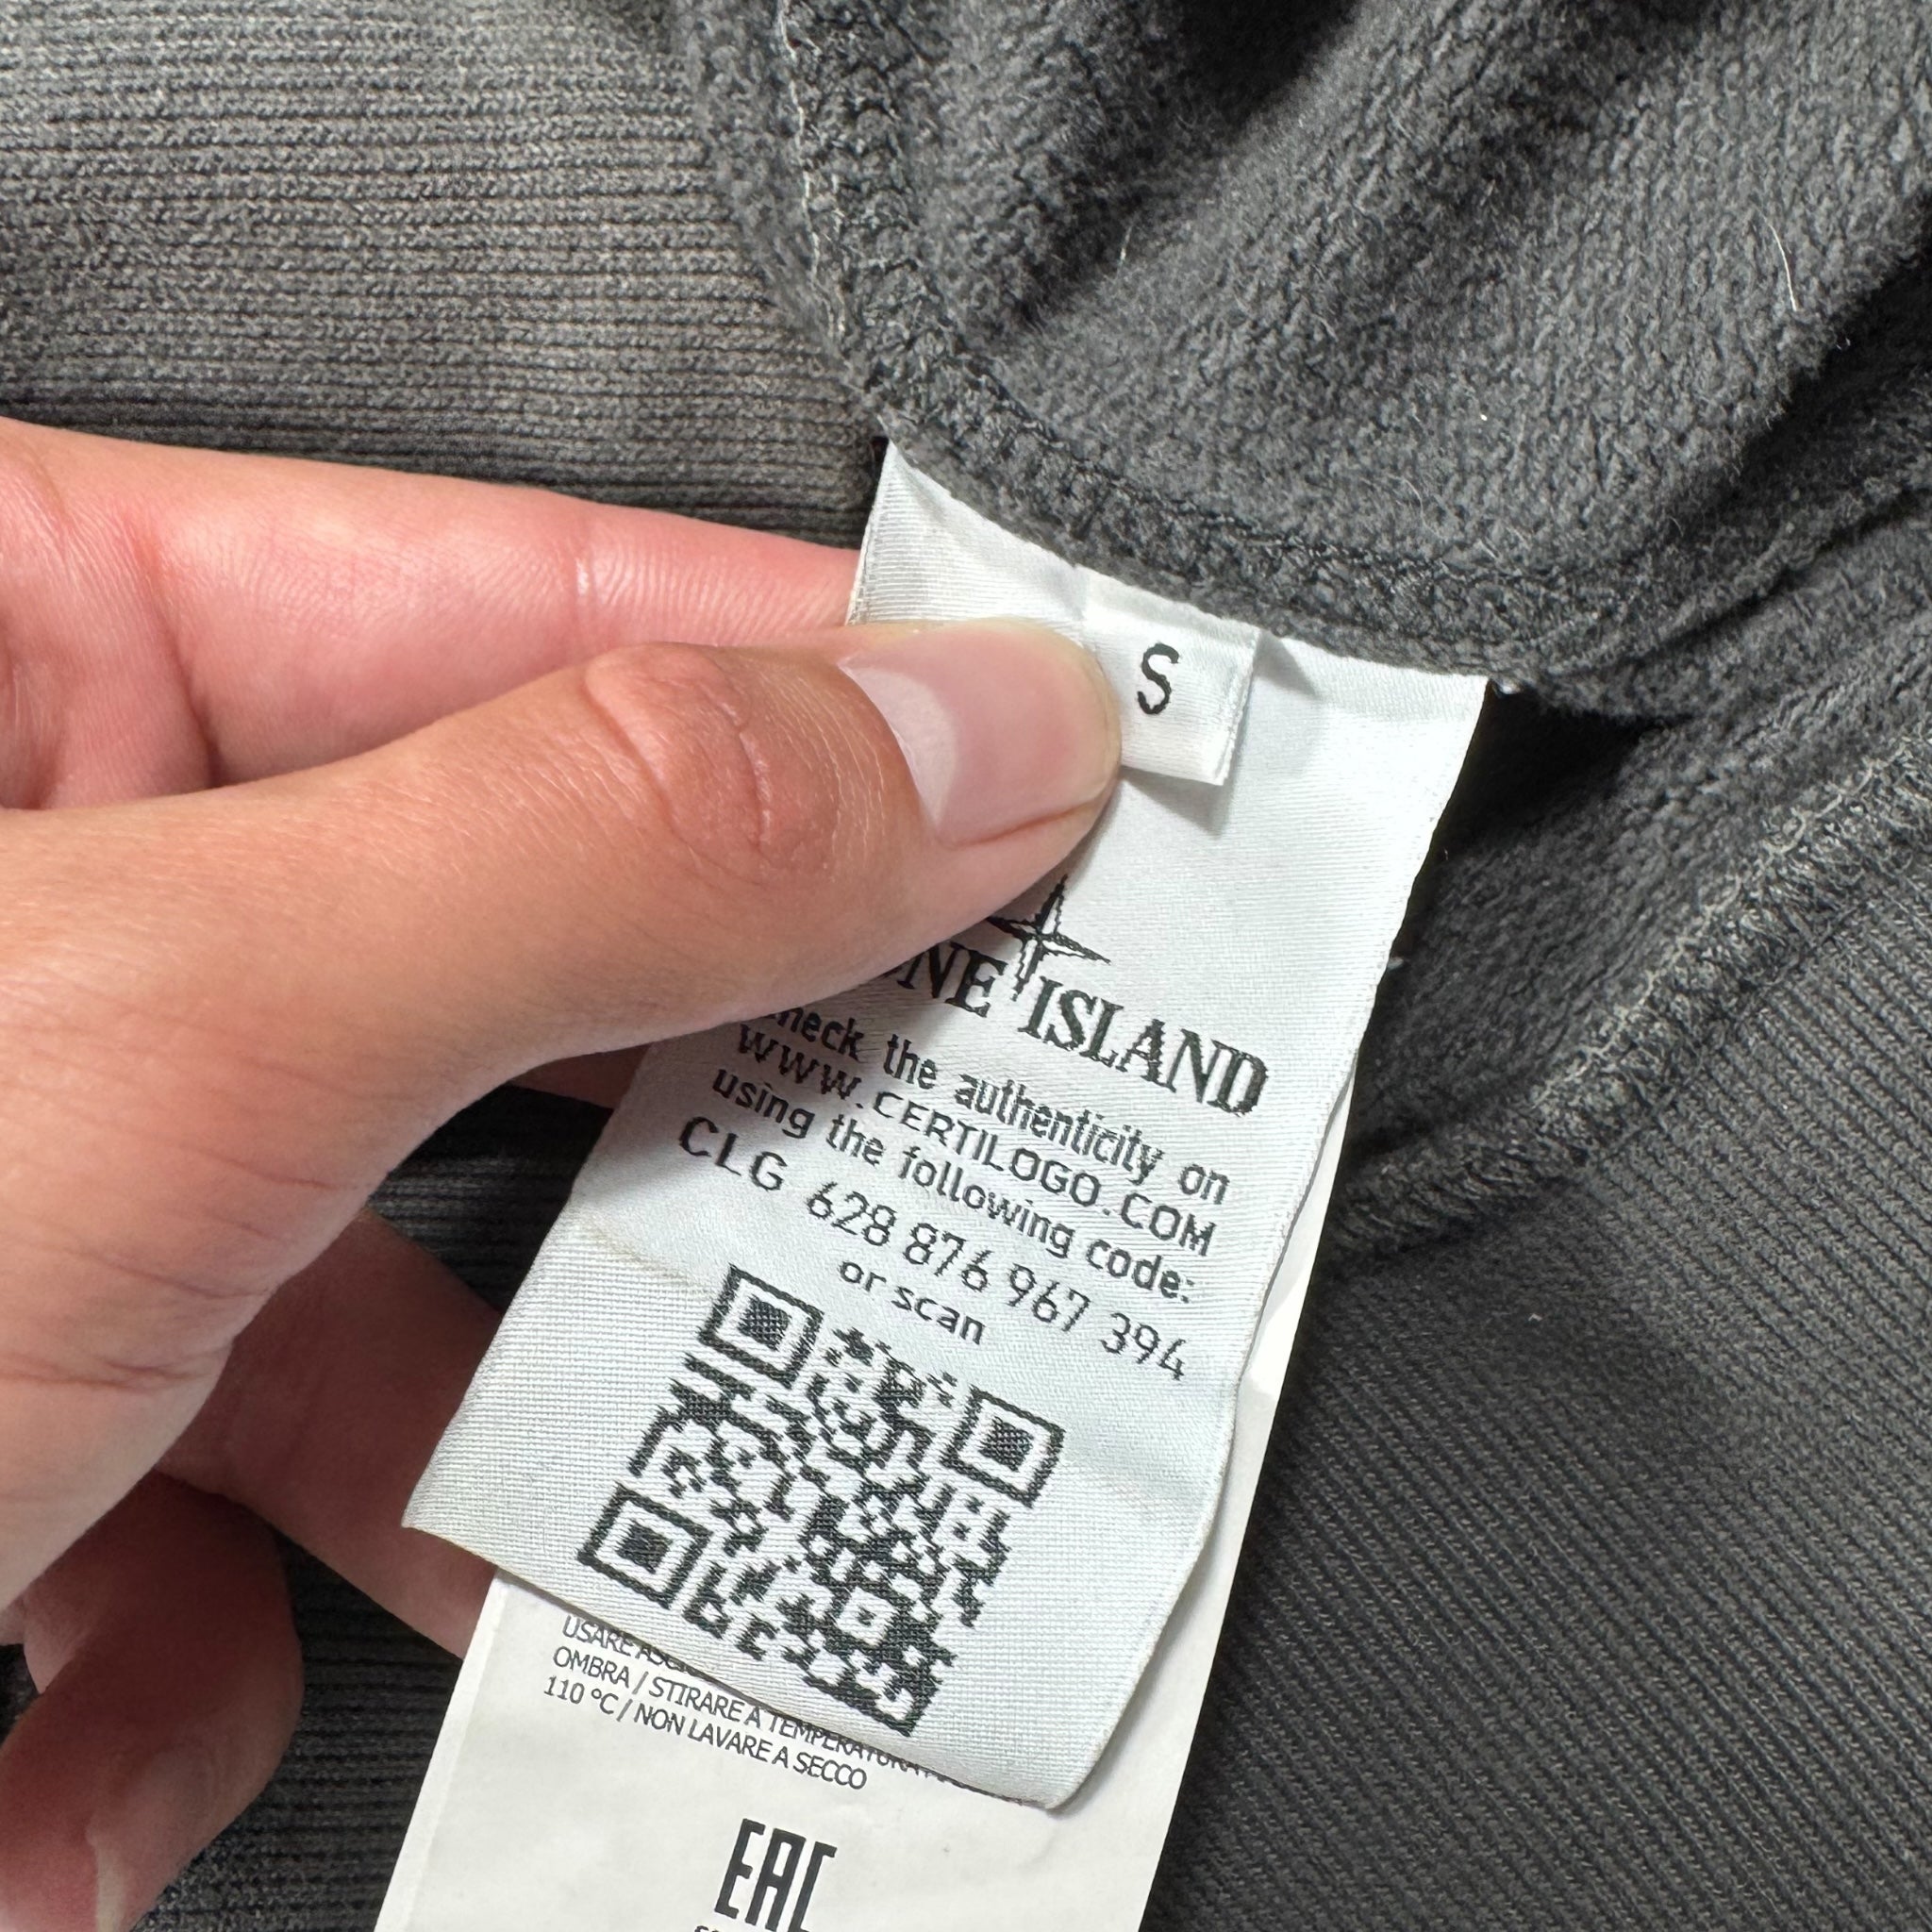 S
ISLAND
the authenticity on
WWW.CERTILOGO.COM
using the following code:
CLG 628 876 967 394
or scan
USARE
OMBRA / STIRARE A TEMPERATURA
110 °C / NON LAVARE A SECCO
EAC